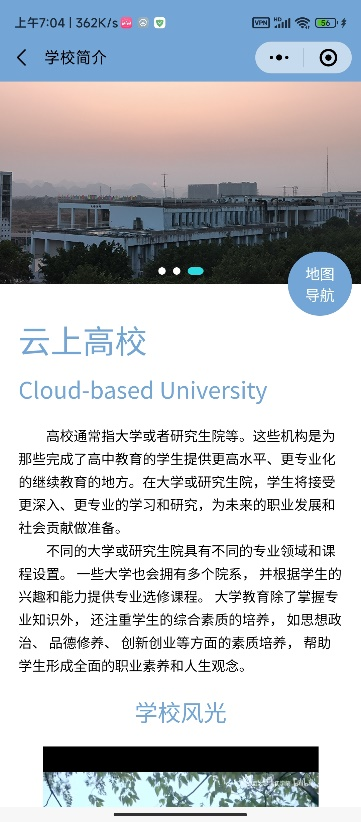 上午7:04 | 362K/s
VPN
HD
56
学校简介
地图
导航
云上高校
Cloud-based University
高校通常指大学或者研究生院等。这些机构是为
那些完成了高中教育的学生提供更高水平、更专业化
的继续教育的地方。在大学或研究生院，学生将接受
更深入、更专业的学习和研究，为未来的职业发展和
社会贡献做准备。
不同的大学或研究生院具有不同的专业领域和课
程设置。 一些大学也会拥有多个院系， 并根据学生的
兴趣和能力提供专业选修课程。 大学教育除了掌握专
业知识外， 还注重学生的综合素质的培养， 如思想政
治、 品德修养、 创新创业等方面的素质培养， 帮助
学生形成全面的职业素养和人生观念。
学校风光